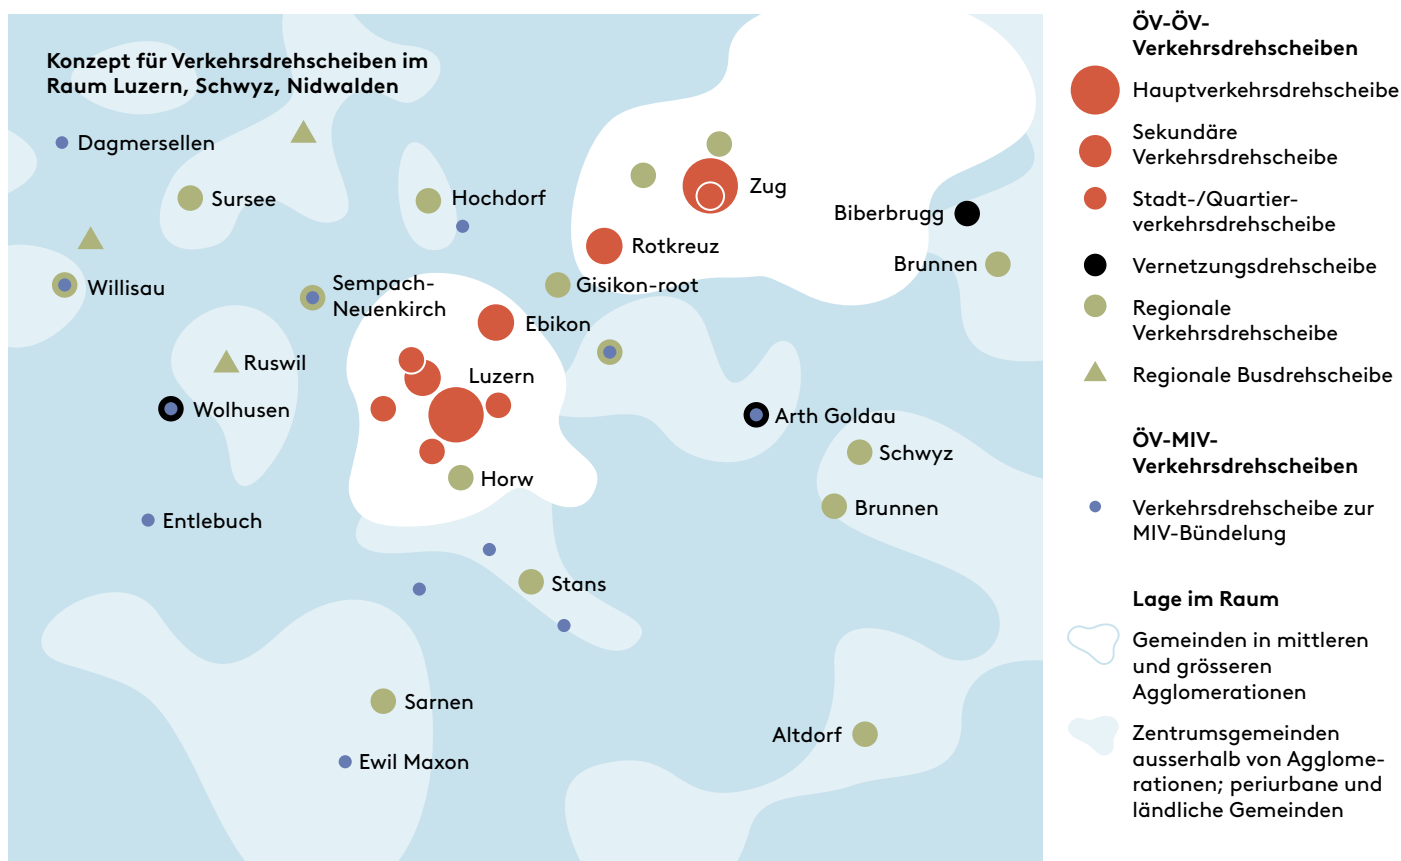 Konzept für Verkehrsdrehscheiben im
Raum Luzern, Schwyz, Nidwalden
Dagmersellen
Sursee
Hochdorf
Zug
Biberbrugg
Rotkreuz
Brunnen
Willisau
Sempach-
Neuenkirch
Gisikon-root
Ebikon
Ruswil
Luzern
Wolhusen
Arth Goldau
Schwyz
Horw
Brunnen
Entlebuch
Stans
Sarnen
Altdorf
Ewil Maxon
ÖV-ÖV-
Verkehrsdrehscheiben
Hauptverkehrsdrehscheibe
Sekundäre
Verkehrsdrehscheibe
Stadt-/Quartier-
verkehrsdrehscheibe
Vernetzungsdrehscheibe
Regionale
Verkehrsdrehscheibe
Regionale Busdrehscheibe
ÖV-MIV-
Verkehrsdrehscheiben
Verkehrsdrehscheibe zur
MIV-Bündelung
Lage im Raum
Gemeinden in mittleren
und grösseren
Agglomerationen
Zentrumsgemeinden
ausserhalb von Agglome-
rationen; periurbane und
ländliche Gemeinden